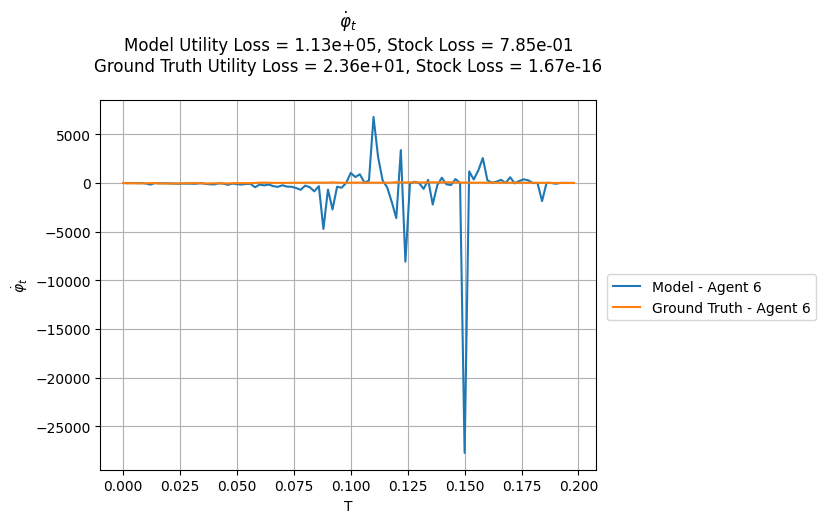 φ̇ₜ
Model Utility Loss = 1.13e+05, Stock Loss = 7.85e-01
Ground Truth Utility Loss = 2.36e+01, Stock Loss = 1.67e-16
5000
0
−5000
−10000
−15000
−20000
−25000
φ̇ₜ
0.000 0.025 0.050 0.075 0.100 0.125 0.150 0.175 0.200
T
Model - Agent 6
Ground Truth - Agent 6